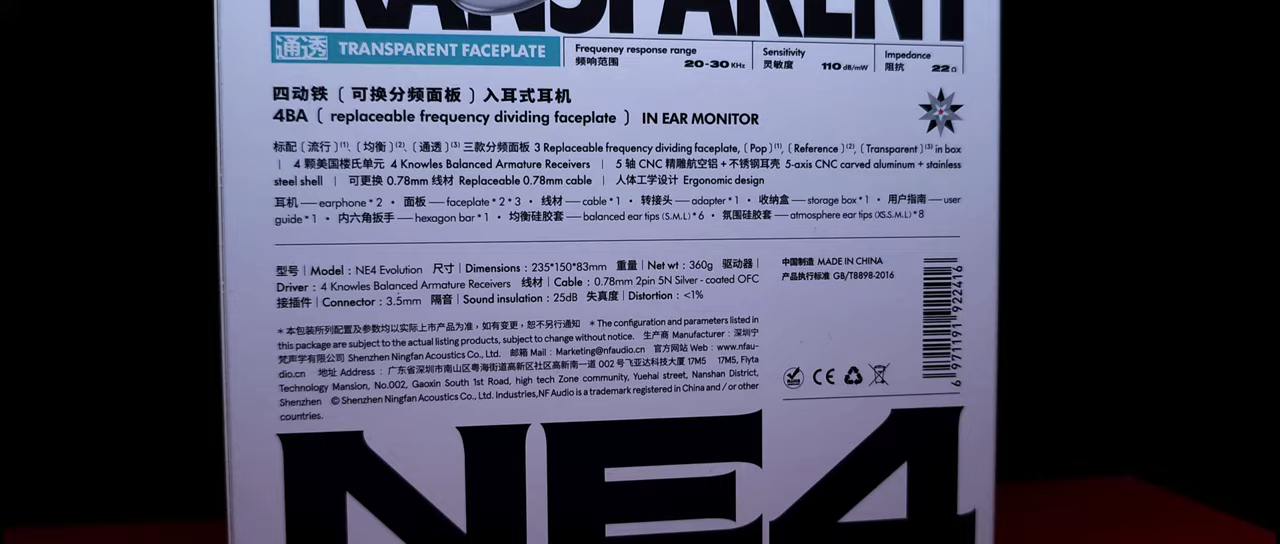 TRANSPARENT
通透 TRANSPARENT FACEPLATE
Frequeney response range
频响范围 20-30 KHz
Sensitivity
灵敏度 110 dB/mW
Impedance
阻抗 22Ω
四动铁〔可换分频面板〕入耳式耳机
4BA〔 replaceable frequency dividing faceplate 〕 IN EAR MONITOR
标配〔流行〕⁽¹⁾、〔均衡〕⁽²⁾、〔通透〕⁽³⁾ 三款分频面板 3 Replaceable frequency dividing faceplate,〔Pop〕⁽¹⁾,〔Reference〕⁽²⁾,〔Transparent〕⁽³⁾ in box
| 4 颗美国楼氏单元 4 Knowles Balanced Armature Receivers | 5 轴 CNC 精雕航空铝 + 不锈钢耳壳 5-axis CNC carved aluminum + stainless
steel shell | 可更换 0.78mm 线材 Replaceable 0.78mm cable | 人体工学设计 Ergonomic design
耳机 — earphone * 2 · 面板 — faceplate * 2 * 3 · 线材 — cable * 1 · 转接头 — adapter * 1 · 收纳盒 — storage box * 1 · 用户指南 — user
guide * 1 · 内六角扳手 — hexagon bar * 1 · 均衡硅胶套 — balanced ear tips (S.M.L) * 6 · 氛围硅胶套 — atmosphere ear tips (XS.S.M.L) * 8
型号 | Model : NE4 Evolution 尺寸 | Dimensions : 235*150*83mm 重量 | Net wt : 360g 驱动器 |
Driver : 4 Knowles Balanced Armature Receivers 线材 | Cable : 0.78mm 2pin 5N Silver - coated OFC
接插件 | Connector : 3.5mm 隔音 | Sound insulation : 25dB 失真度 | Distortion : <1%
中国制造 MADE IN CHINA
产品执行标准 GB/T8898-2016
6 971191 922416
* 本包装所列配置及参数均以实际上市产品为准，如有变更，恕不另行通知 * The configuration and parameters listed in
this package are subject to the actual listing products, subject to change without notice. 生产商 Manufacturer : 深圳宁
梵声学有限公司 Shenzhen Ningfan Acoustics Co., Ltd. 邮箱 Mail : Marketing@nfaudio.cn 官方网站 Web : www.nfau-
dio.cn 地址 Address : 广东省深圳市南山区粤海街道高新区社区高新南一道 002 号飞亚达科技大厦 17M5 17M5, Fiyta
Technology Mansion, No.002, Gaoxin South 1st Road, high tech Zone community, Yuehai street, Nanshan District,
Shenzhen © Shenzhen Ningfan Acoustics Co., Ltd. Industries,NF Audio is a trademark registered in China and / or other
countries.
NE4